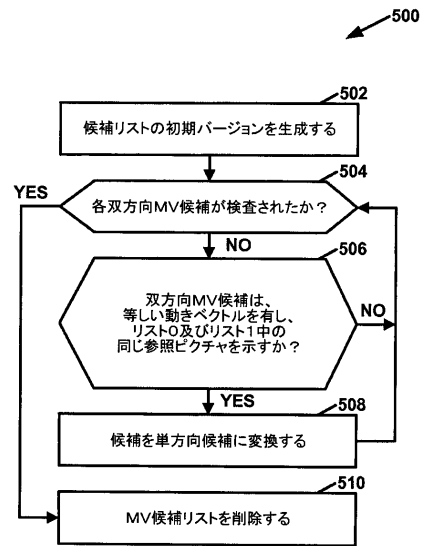 500
502
候補リストの初期バージョンを生成する
504
YES
各双方向MV候補が検査されたか？
NO
506
双方向MV候補は、
等しい動きベクトルを有し、
リスト0及びリスト1中の
同じ参照ピクチャを示すか？
NO
YES
508
候補を単方向候補に変換する
510
MV候補リストを削除する